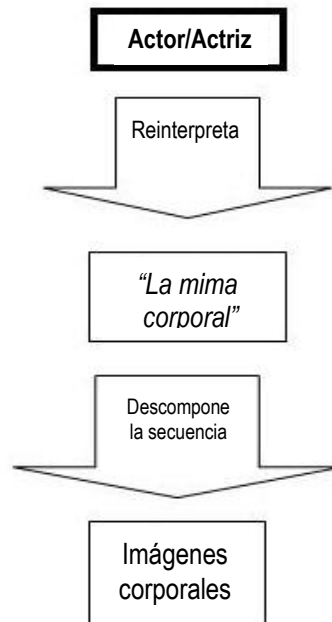 Actor/Actriz
Reinterpreta
“La mima
corporal”
Descompone
la secuencia
Imágenes
corporales